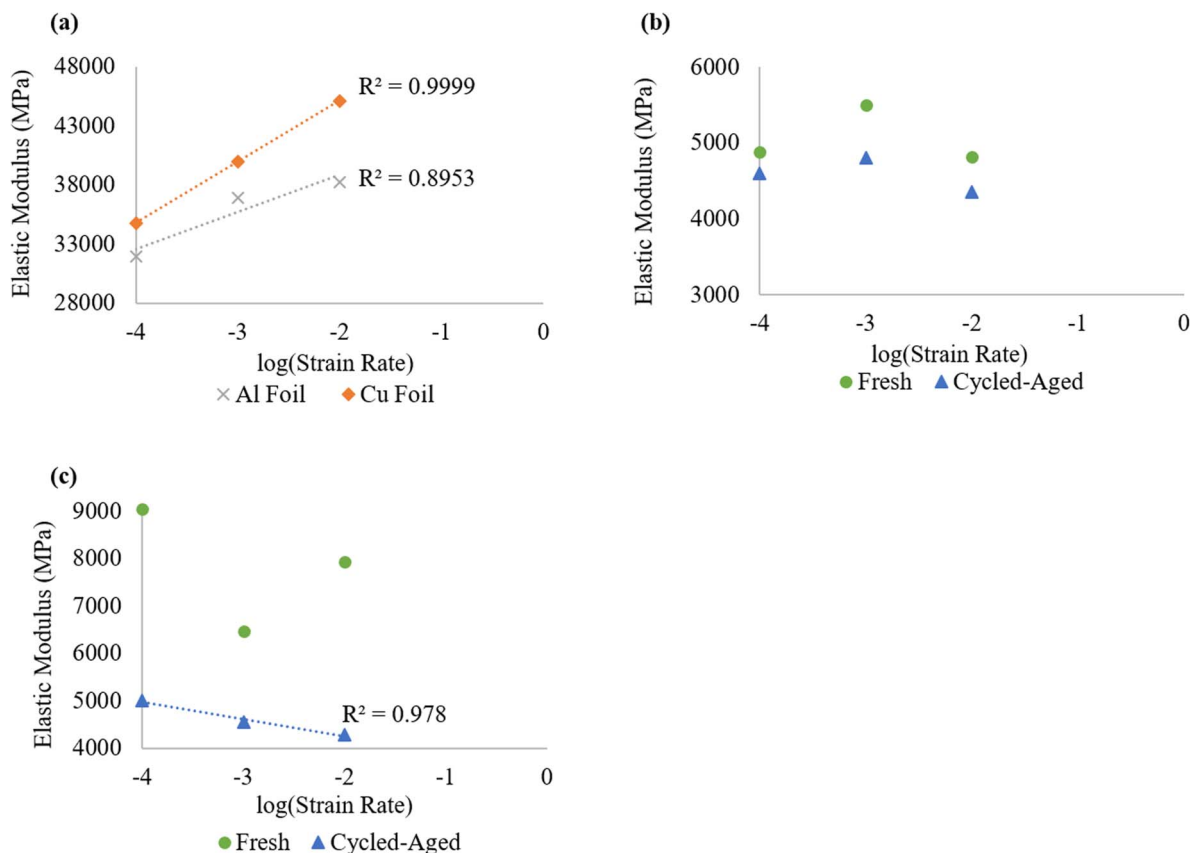 (a)
Elastic Modulus (MPa)
48000
43000
38000
33000
28000
R² = 0.9999
R² = 0.8953
-4 -3 -2 -1 0
log(Strain Rate)
Al Foil Cu Foil
(b)
Elastic Modulus (MPa)
6000
5000
4000
3000
-4 -3 -2 -1 0
log(Strain Rate)
Fresh Cycled-Aged
(c)
Elastic Modulus (MPa)
9000
8000
7000
6000
5000
4000
R² = 0.978
-4 -3 -2 -1 0
log(Strain Rate)
Fresh Cycled-Aged